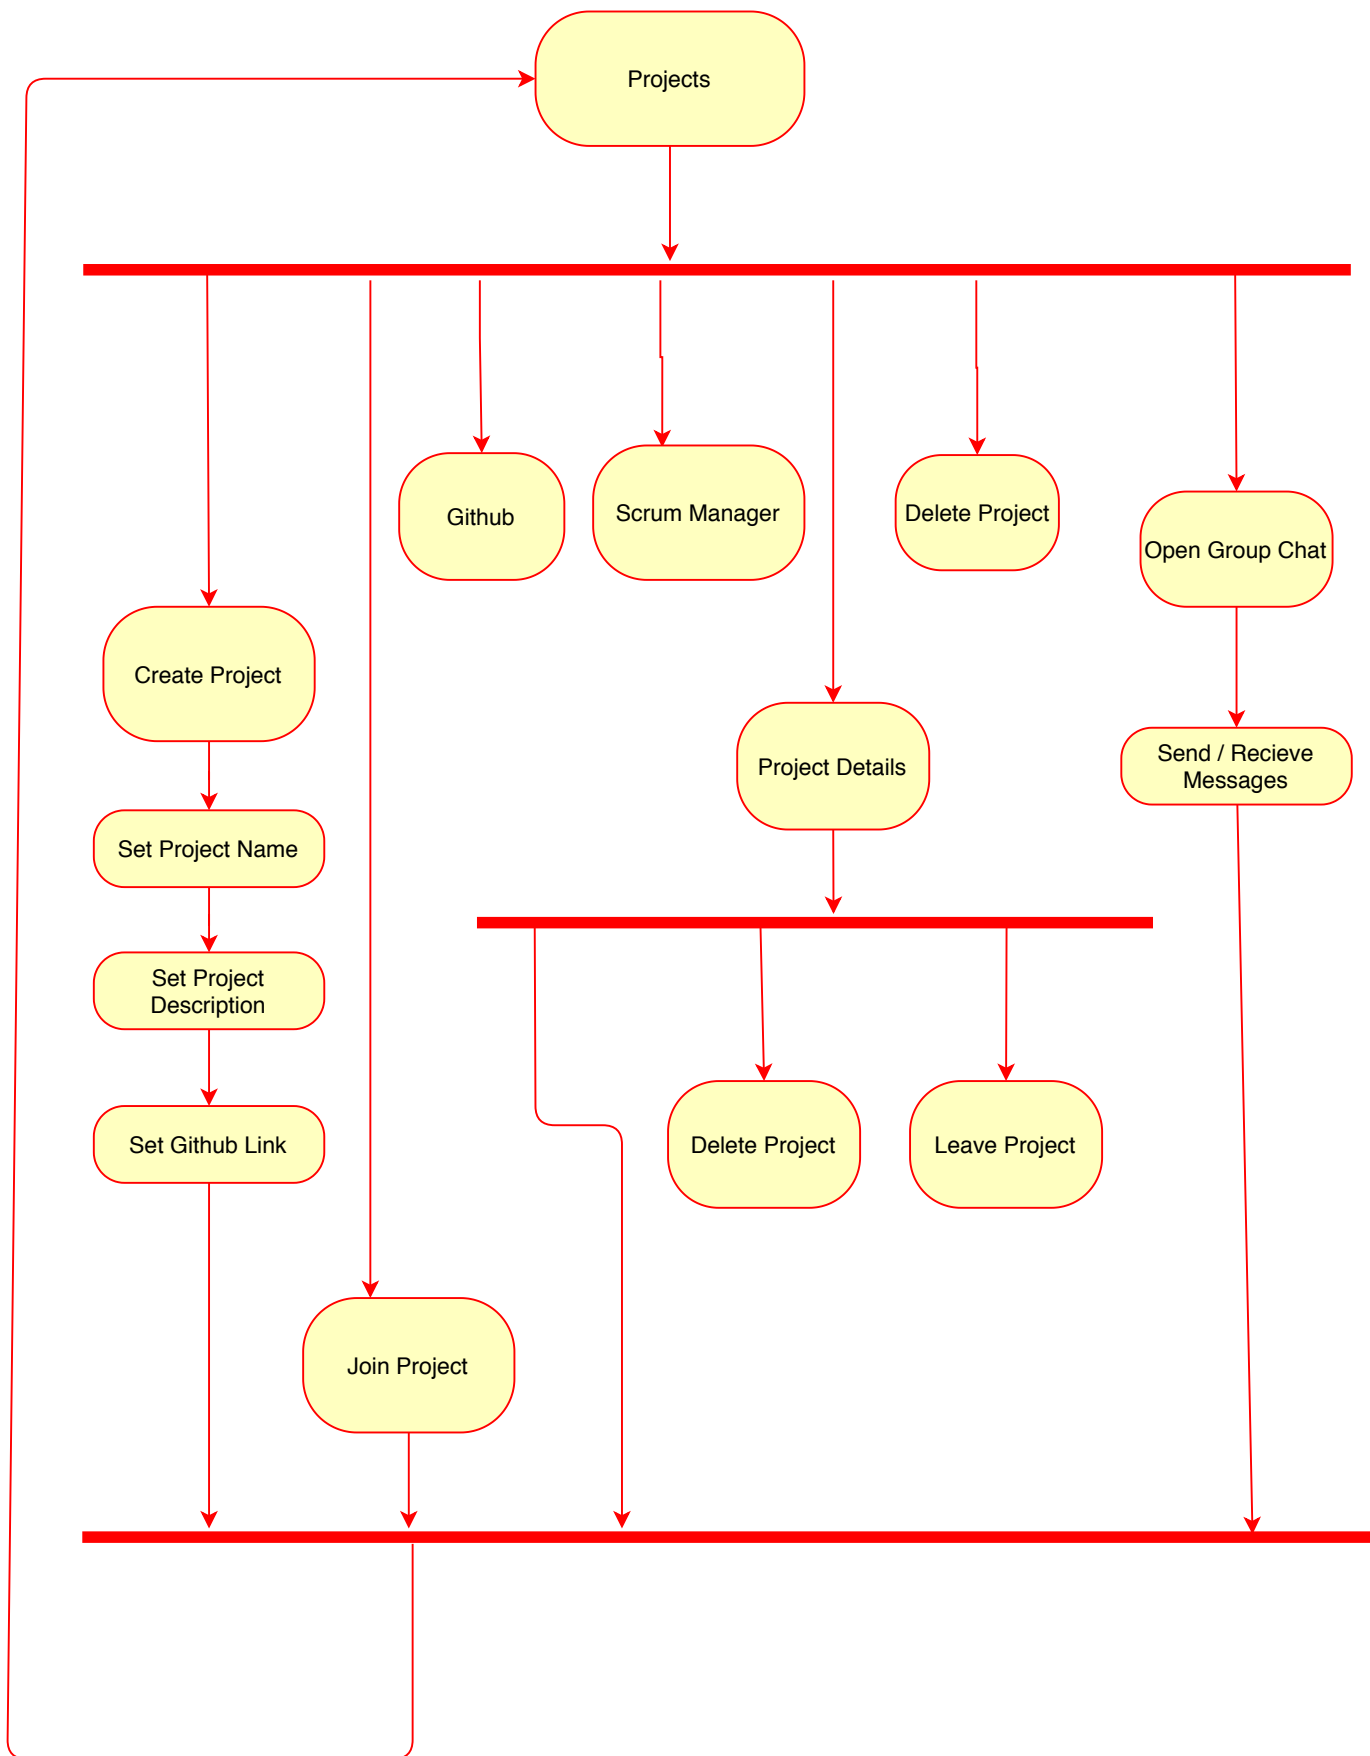 Projects
Github
Scrum Manager
Delete Project
Open Group Chat
Create Project
Project Details
Send / Recieve
Messages
Set Project Name
Set Project
Description
Set Github Link
Delete Project
Leave Project
Join Project